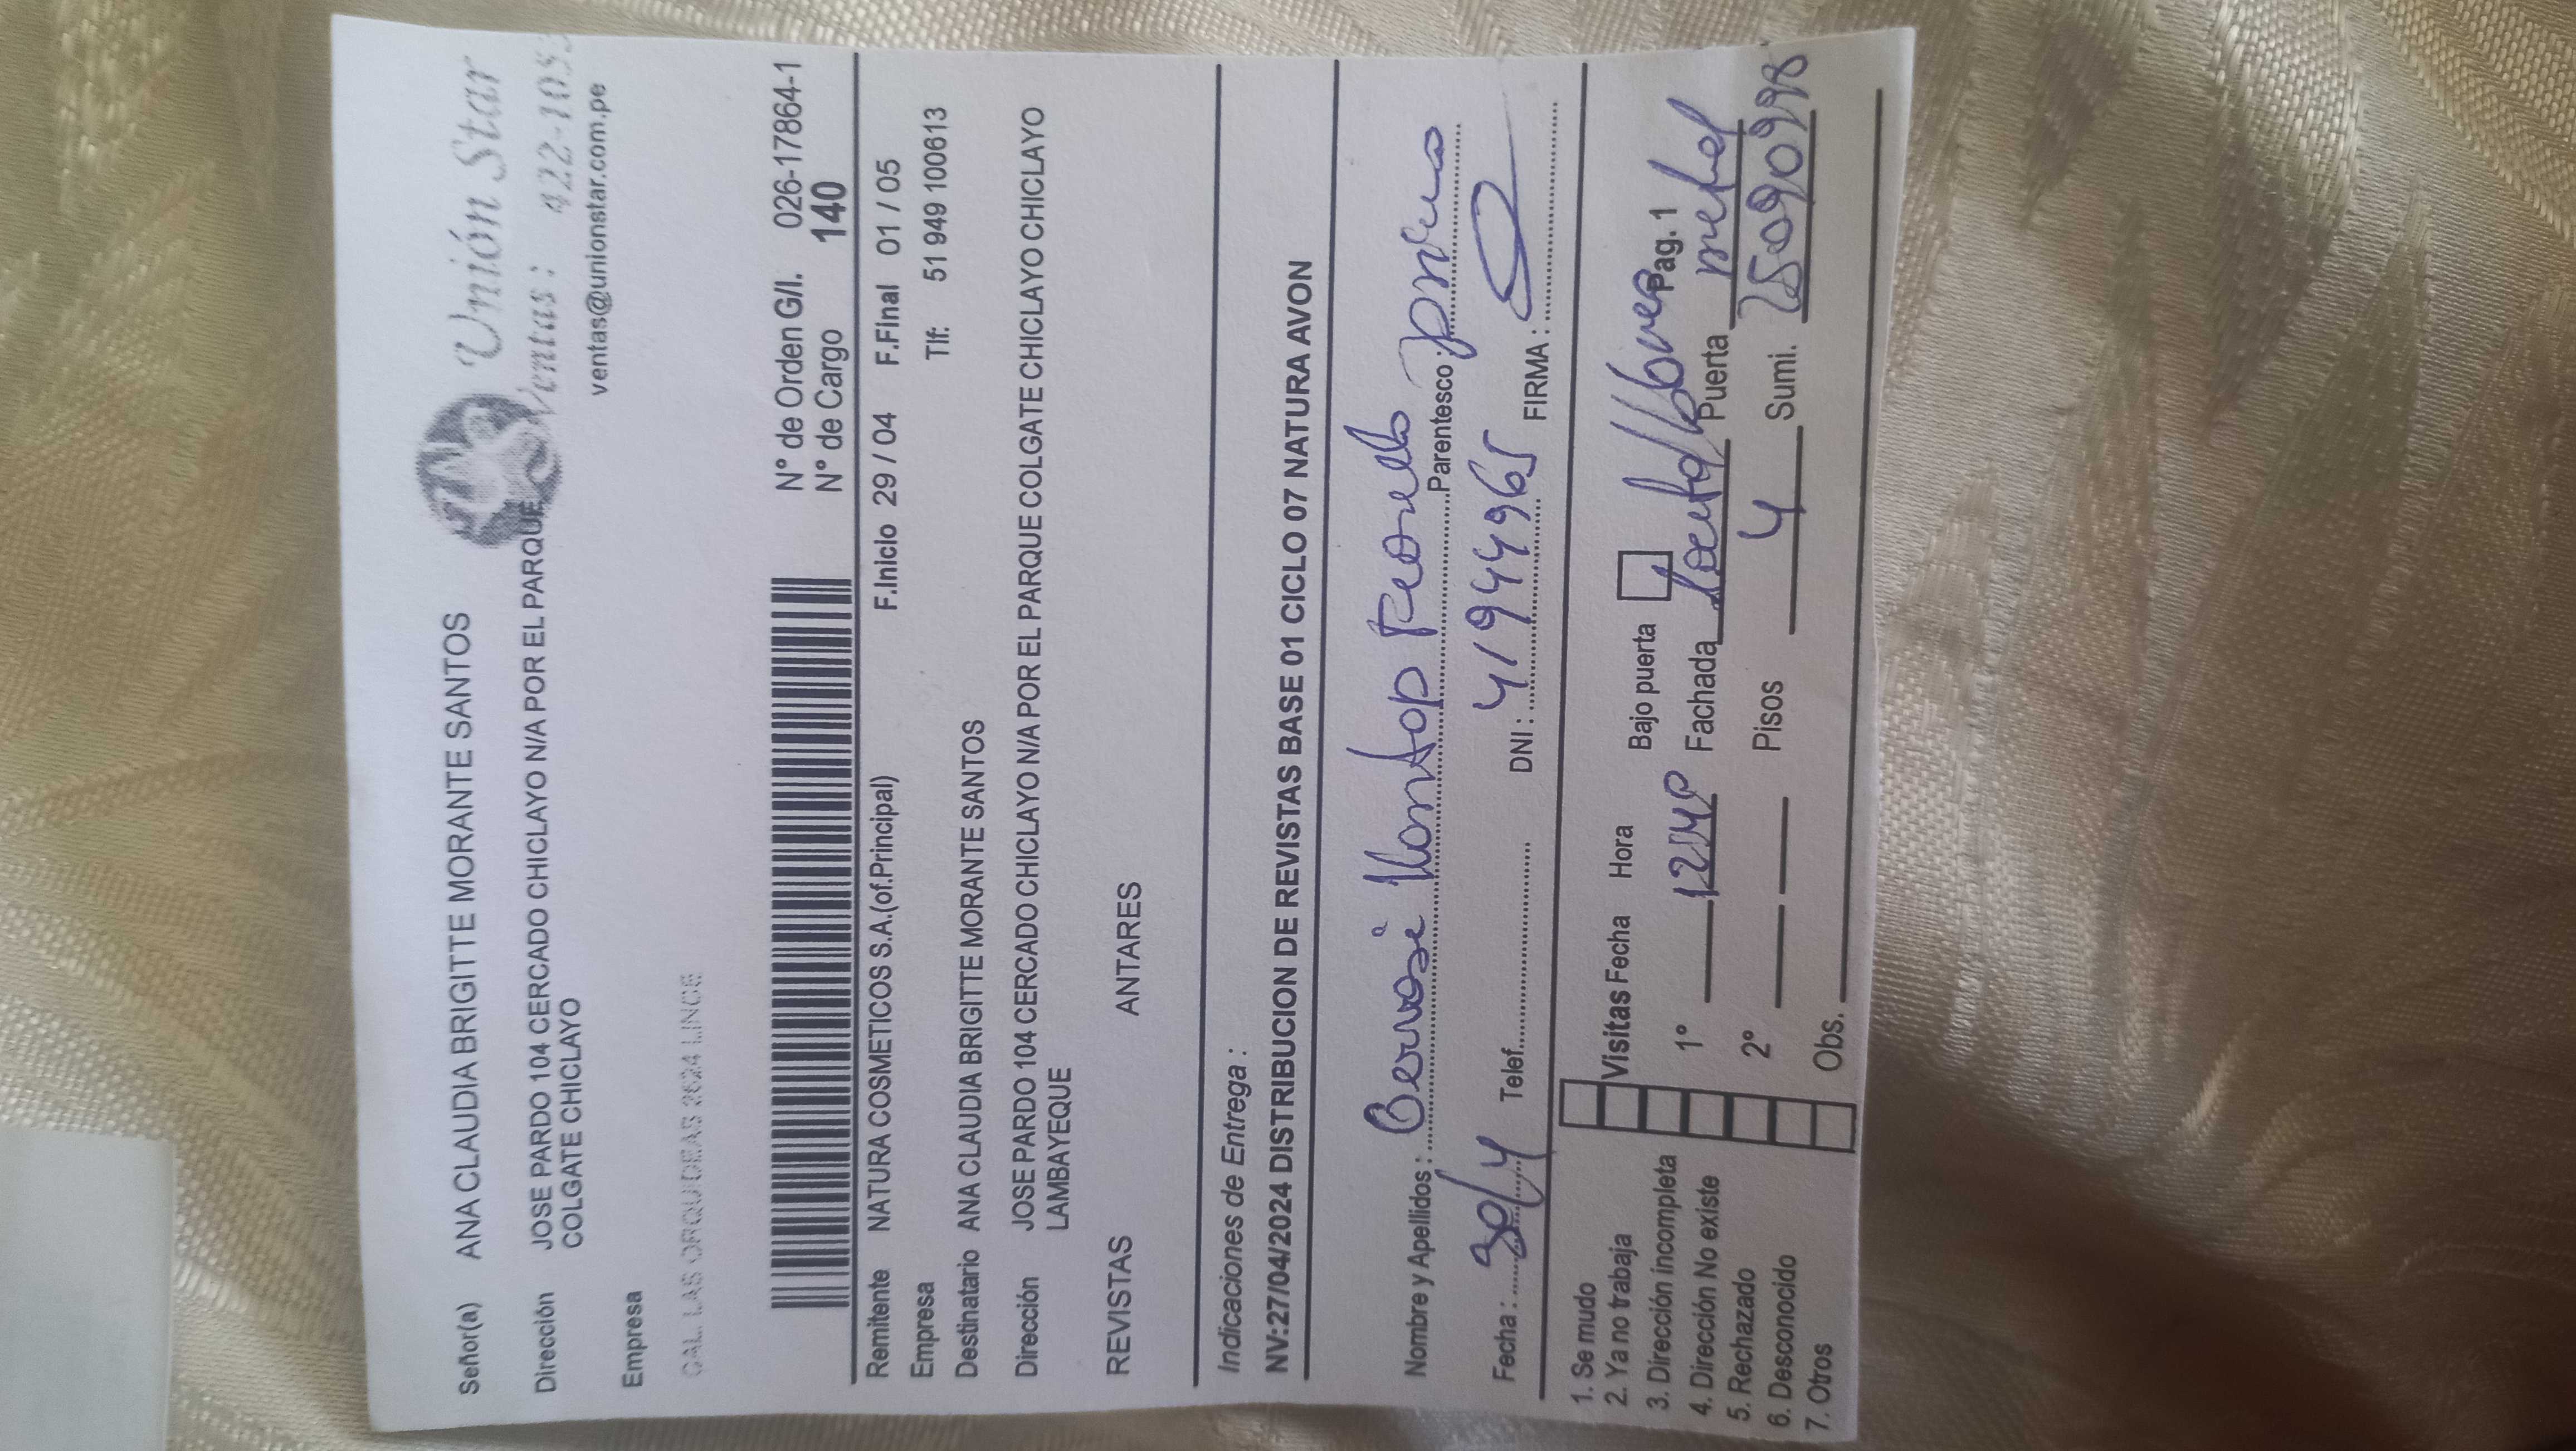 Señor(a) ANA CLAUDIA BRIGITTE MORANTE SANTOS
Unión Star
Ventas : 422-105
ventas@unionstar.com.pe
Dirección JOSE PARDO 104 CERCADO CHICLAYO N/A POR EL PARQUE
COLGATE CHICLAYO
Empresa
CAL. LAS ORQUIDEAS 2624 LINCE
N° de Orden G/I. 026-17864-1
N° de Cargo 140
Remitente NATURA COSMETICOS S.A.(of.Principal) F.Inicio 29 / 04 F.Final 01 / 05
Empresa Tlf: 51 949 100613
Destinatario ANA CLAUDIA BRIGITTE MORANTE SANTOS
Dirección JOSE PARDO 104 CERCADO CHICLAYO N/A POR EL PARQUE COLGATE CHICLAYO CHICLAYO
LAMBAYEQUE
REVISTAS ANTARES
Indicaciones de Entrega :
NV:27/04/2024 DISTRIBUCION DE REVISTAS BASE 01 CICLO 07 NATURA AVON
Nombre y Apellidos : Parentesco :
Fecha : 30/4 Telef. DNI : 41944965 FIRMA :
1. Se mudo
2. Ya no trabaja
3. Dirección incompleta
4. Dirección No existe
5. Rechazado
6. Desconocido
7. Otros
Visitas Fecha Hora Bajo puerta Pag. 1
1° Fachada Puerta metal
2° Pisos 4 Sumi. 25090998
Obs.